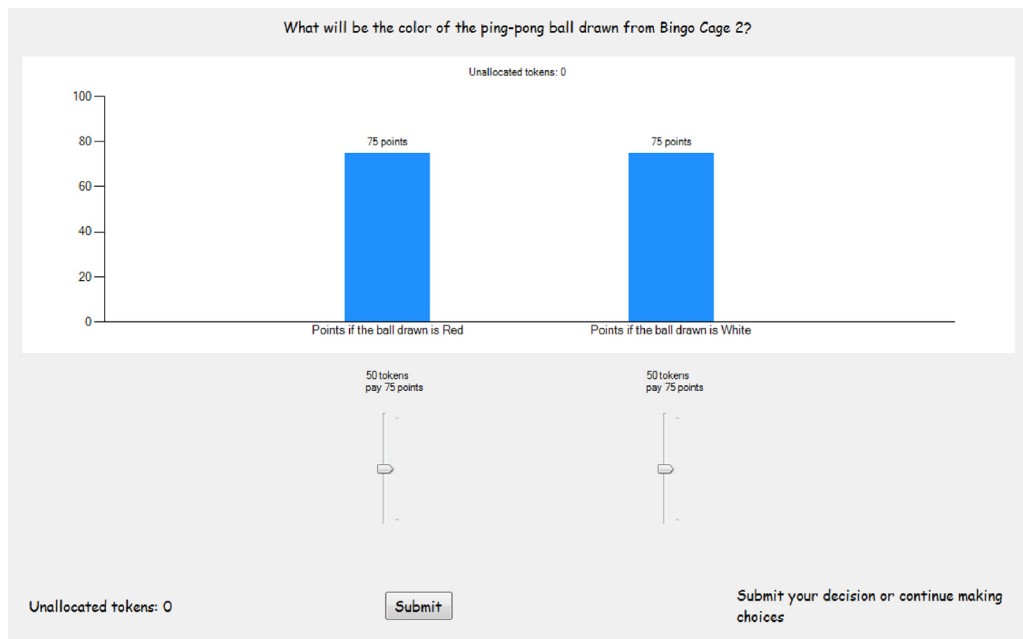 What will be the color of the ping-pong ball drawn from Bingo Cage 2?
Unallocated tokens: 0
100
80
60
40
20
0
75 points
75 points
Points if the ball drawn is Red
Points if the ball drawn is White
50 tokens
pay 75 points
50 tokens
pay 75 points
Unallocated tokens: 0
Submit
Submit your decision or continue making
choices